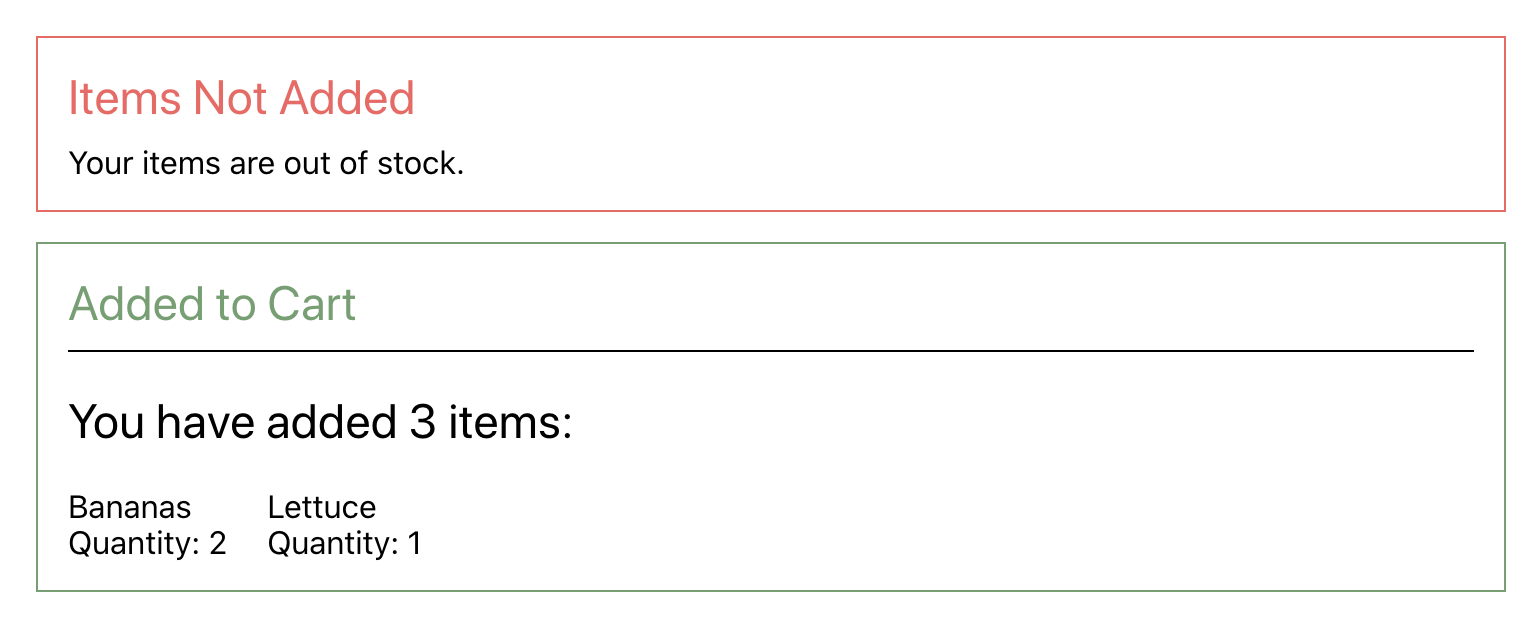 Items Not Added
Your items are out of stock.
Added to Cart
You have added 3 items:
Bananas
Quantity: 2
Lettuce
Quantity: 1